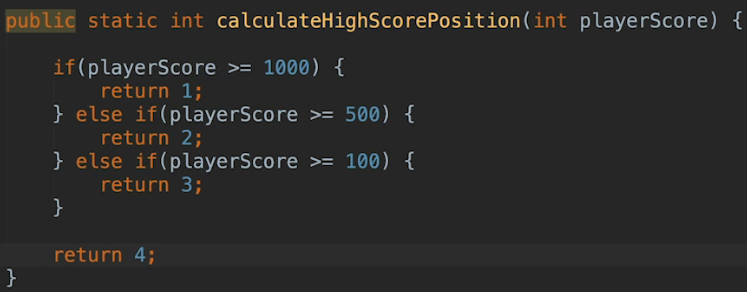 public static int calculateHighScorePosition(int playerScore) {
if(playerScore >= 1000) {
return 1;
} else if(playerScore >= 500) {
return 2;
} else if(playerScore >= 100) {
return 3;
}
return 4;
}